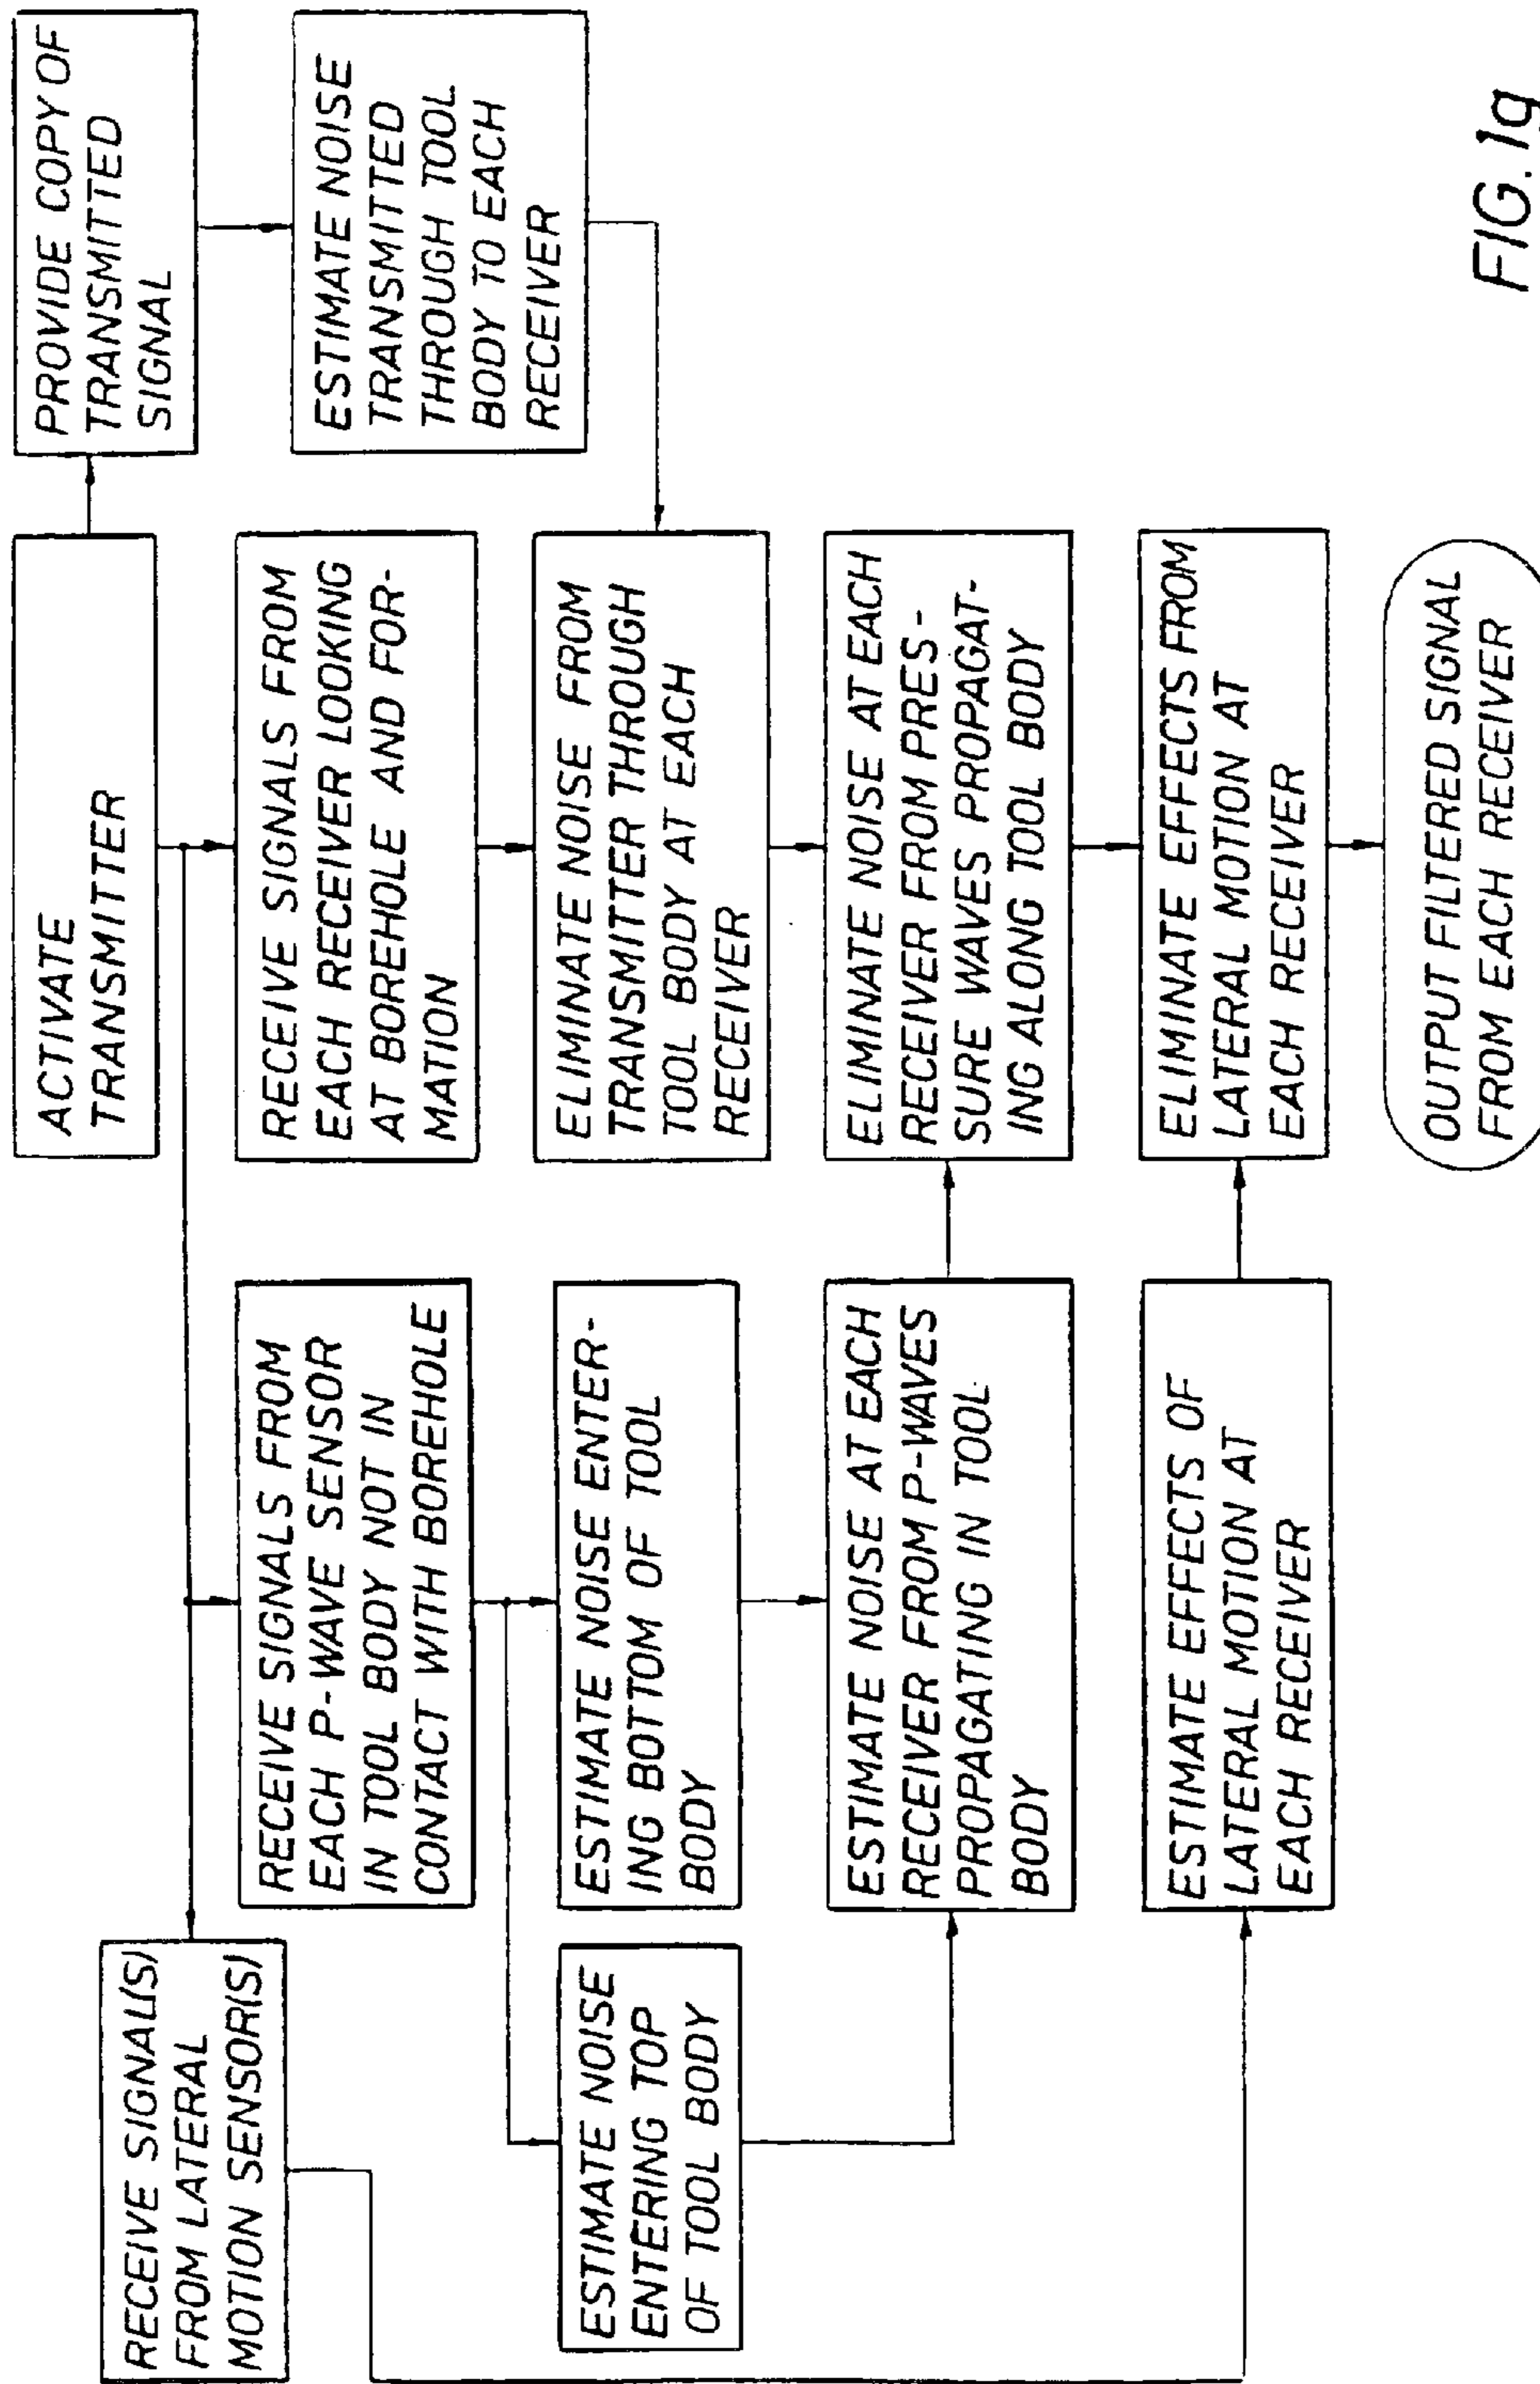 ACTIVATE
TRANSMITTER
PROVIDE COPY OF
TRANSMITTED
SIGNAL
RECEIVE SIGNAL(S)
FROM LATERAL
MOTION SENSOR(S)
RECEIVE SIGNALS FROM
EACH P-WAVE SENSOR
IN TOOL BODY NOT IN
CONTACT WITH BOREHOLE
RECEIVE SIGNALS FROM
EACH RECEIVER LOOKING
AT BOREHOLE AND FOR-
MATION
ESTIMATE NOISE
TRANSMITTED
THROUGH TOOL
BODY TO EACH
RECEIVER
ESTIMATE NOISE
ENTERING TOP
OF TOOL BODY
ESTIMATE NOISE ENTER-
ING BOTTOM OF TOOL
BODY
ELIMINATE NOISE FROM
TRANSMITTER THROUGH
TOOL BODY AT EACH
RECEIVER
ESTIMATE NOISE AT EACH
RECEIVER FROM P-WAVES
PROPAGATING IN TOOL
BODY
ELIMINATE NOISE AT EACH
RECEIVER FROM PRES-
SURE WAVES PROPAGAT-
ING ALONG TOOL BODY
ESTIMATE EFFECTS OF
LATERAL MOTION AT
EACH RECEIVER
ELIMINATE EFFECTS FROM
LATERAL MOTION AT
EACH RECEIVER
OUTPUT FILTERED SIGNAL
FROM EACH RECEIVER
FIG. 1g